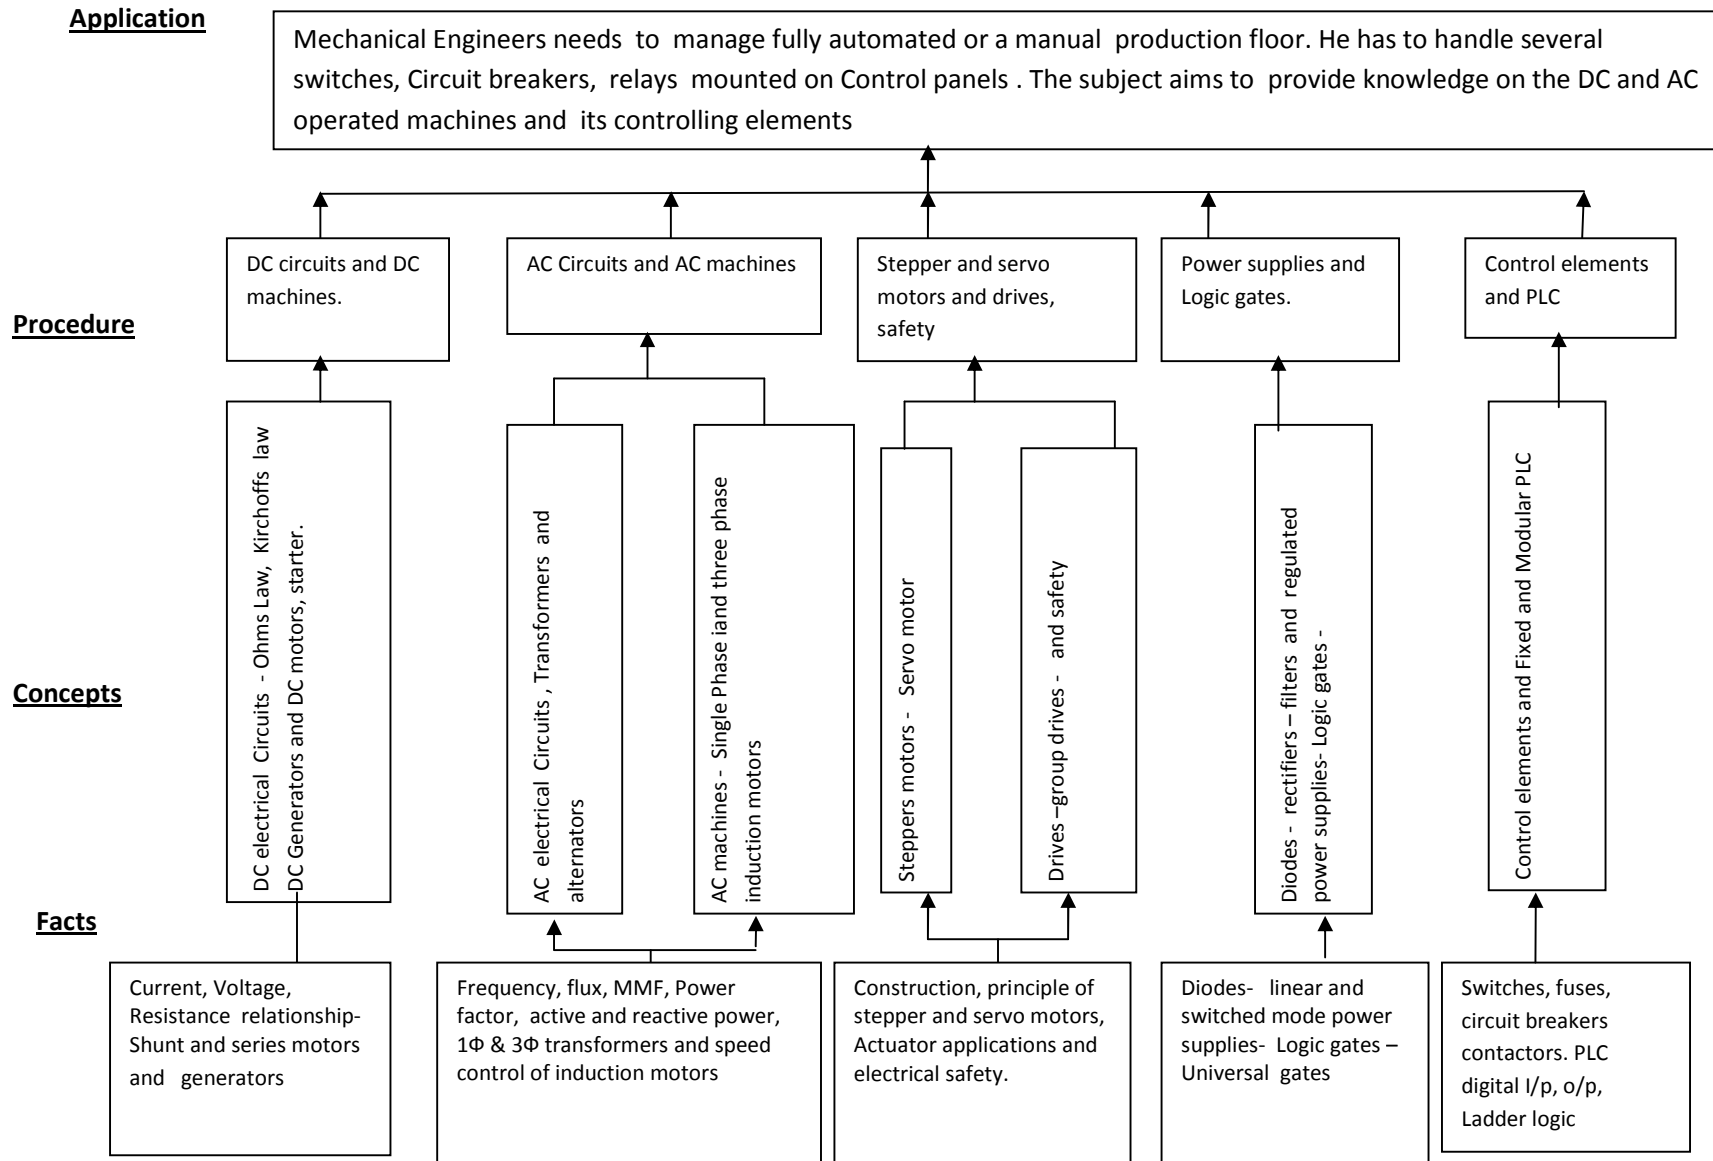 Application
Mechanical Engineers needs to manage fully automated or a manual production floor. He has to handle several
switches, Circuit breakers, relays mounted on Control panels . The subject aims to provide knowledge on the DC and AC
operated machines and its controlling elements
Procedure
DC circuits and DC
machines.
AC Circuits and AC machines
Stepper and servo
motors and drives,
safety
Power supplies and
Logic gates.
Control elements
and PLC
Concepts
DC electrical Circuits - Ohms Law, Kirchoffs law
DC Generators and DC motors, starter.
AC electrical Circuits , Transformers and
alternators
AC machines - Single Phase iand three phase
induction motors
Steppers motors - Servo motor
Drives –group drives - and safety
Diodes - rectifiers – filters and regulated
power supplies- Logic gates -
Control elements and Fixed and Modular PLC
Facts
Current, Voltage,
Resistance relationship-
Shunt and series motors
and generators
Frequency, flux, MMF, Power
factor, active and reactive power,
1Φ & 3Φ transformers and speed
control of induction motors
Construction, principle of
stepper and servo motors,
Actuator applications and
electrical safety.
Diodes- linear and
switched mode power
supplies- Logic gates –
Universal gates
Switches, fuses,
circuit breakers
contactors. PLC
digital I/p, o/p,
Ladder logic